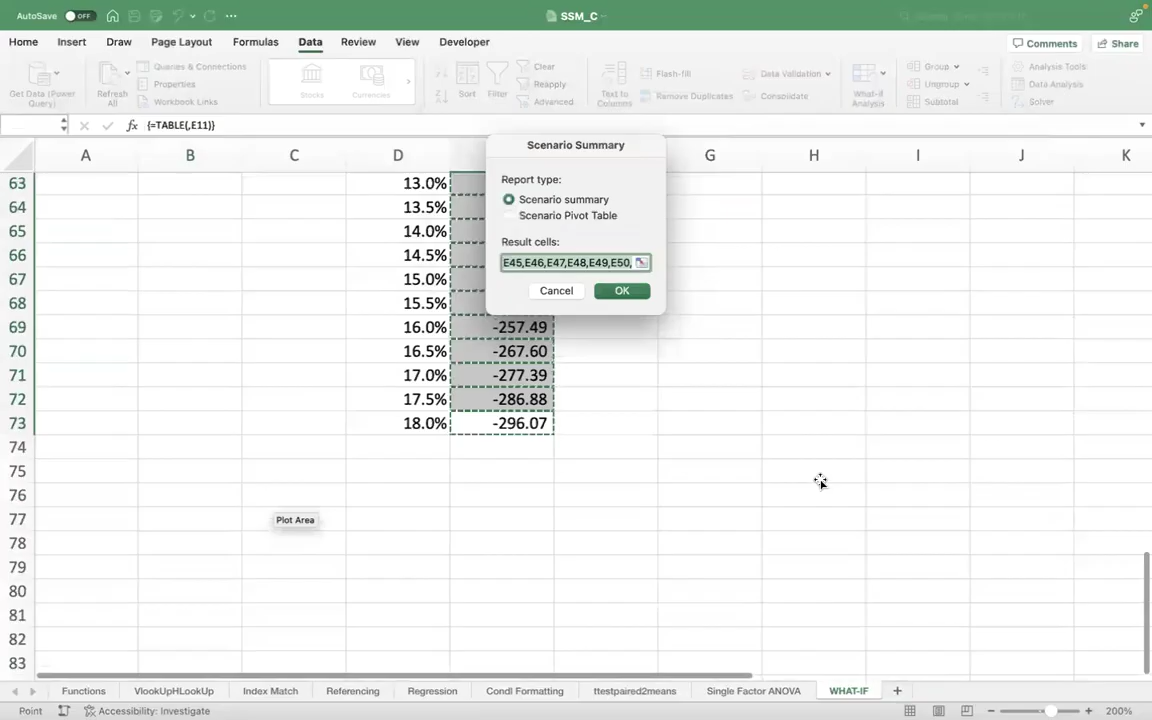 AutoSave OFF SSM_C
Home Insert Draw Page Layout Formulas Data Review View Developer Comments Share
Get Data (Power Query) Refresh All Queries & Connections Properties Workbook Links Stocks Currencies Sort Filter Clear Reapply Advanced Text to Columns Flash-fill Remove Duplicates Data Validation Consolidate What-if Analysis Group Ungroup Subtotal Analysis Tools Data Analysis Solver
fx {=TABLE(,E11)}
A B C D G H I J K
Scenario Summary
Report type:
Scenario summary
Scenario Pivot Table
Result cells:
E45,E46,E47,E48,E49,E50,
Cancel OK
63 13.0%
64 13.5%
65 14.0%
66 14.5%
67 15.0%
68 15.5%
69 16.0% -257.49
70 16.5% -267.60
71 17.0% -277.39
72 17.5% -286.88
73 18.0% -296.07
74
75
76
77 Plot Area
78
79
80
81
82
83
Functions VlookUpHLookUp Index Match Referencing Regression Condl Formatting ttestpaired2means Single Factor ANOVA WHAT-IF
Point Accessibility: Investigate 200%